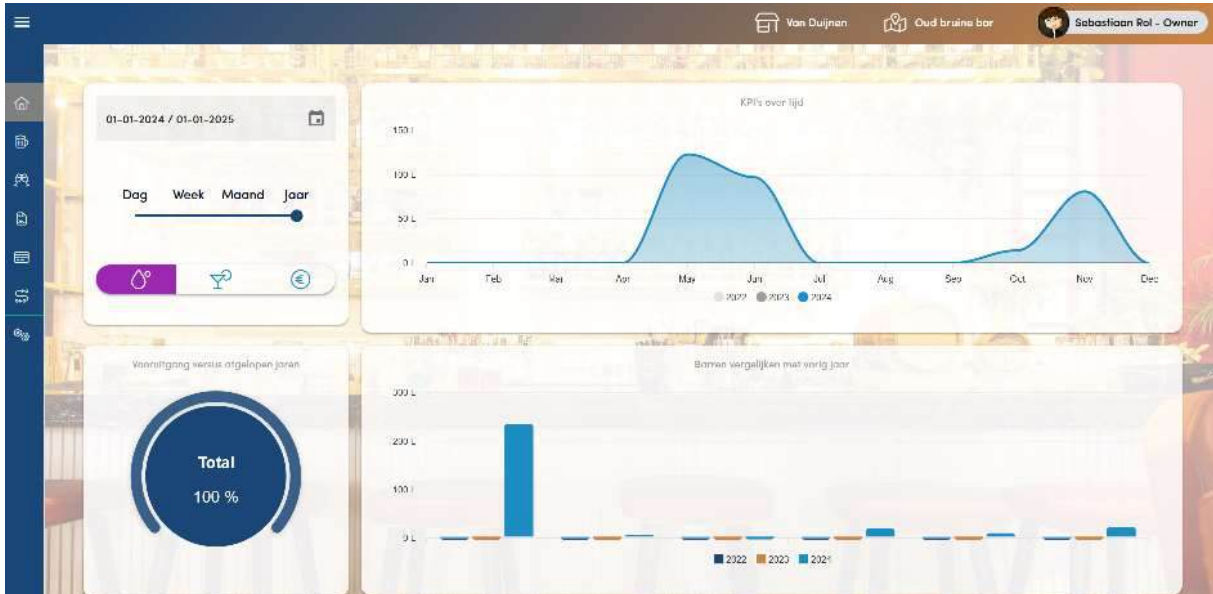 Van Duijnen
Oud bruine bar
Sebastiaan Rol - Owner
01-01-2024 / 01-01-2025
Dag Week Maand Jaar
KPI's over tijd
150 L
100 L
50 L
0 L
Jan Feb Mar Apr May Jun Jul Aug Sep Oct Nov Dec
2022 2023 2024
Vooruitgang versus afgelopen jaren
Total
100 %
Barren vergelijken met vorig jaar
300 L
200 L
100 L
0 L
2022 2023 2024